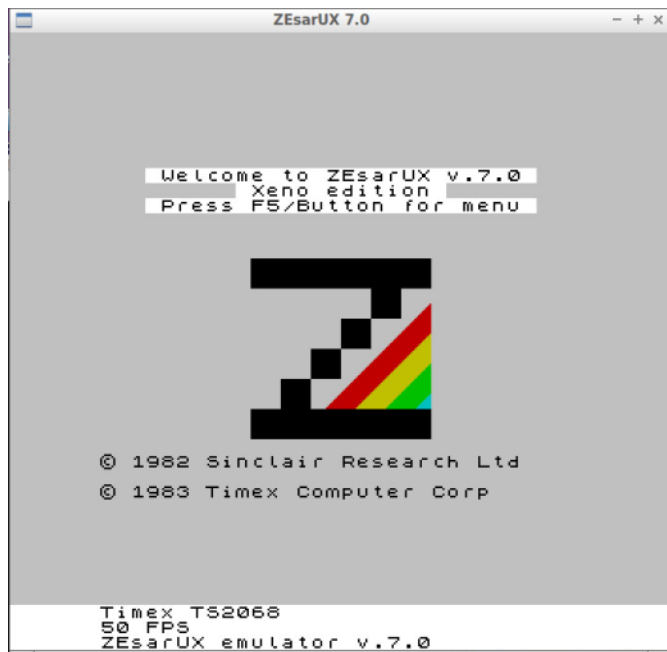 ZEsarUX 7.0
Welcome to ZEsarUX v.7.0
Xeno edition
Press F5/Button for menu
© 1982 Sinclair Research Ltd
© 1983 Timex Computer Corp
Timex TS2068
50 FPS
ZEsarUX emulator v.7.0